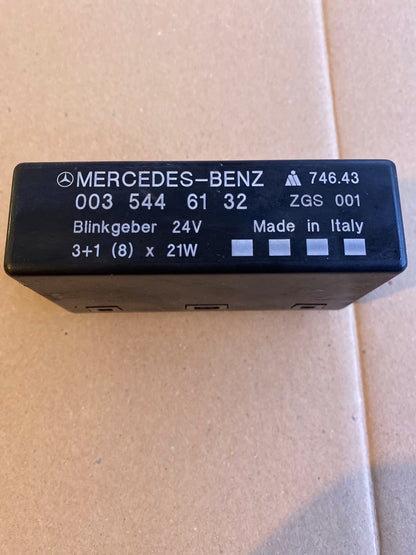 MERCEDES-BENZ 746.43
003 544 61 32 ZGS 001
Blinkgeber 24V Made in Italy
3+1 (8) x 21W